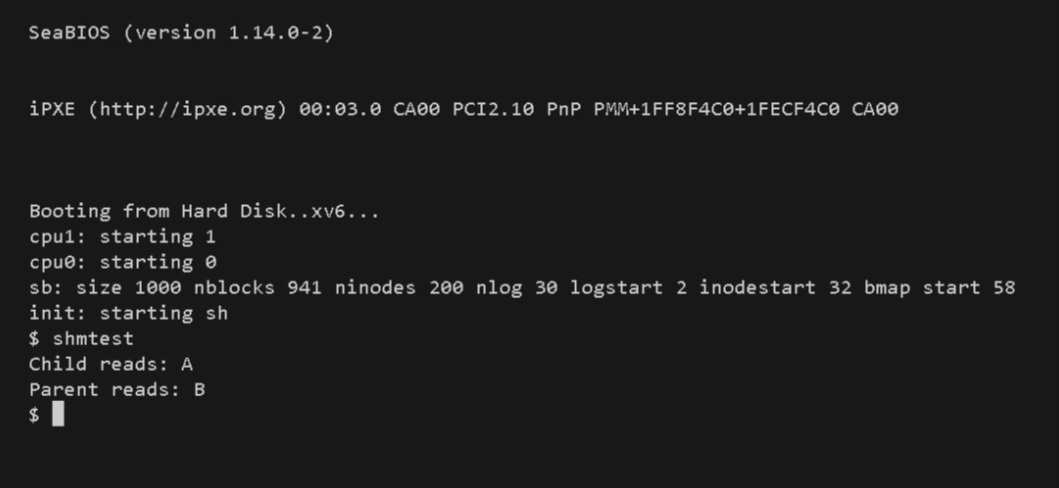 SeaBIOS (version 1.14.0-2)
iPXE (http://ipxe.org) 00:03.0 CA00 PCI2.10 PnP PMM+1FF8F4C0+1FECF4C0 CA00
Booting from Hard Disk..xv6...
cpu1: starting 1
cpu0: starting 0
sb: size 1000 nblocks 941 ninodes 200 nlog 30 logstart 2 inodestart 32 bmap start 58
init: starting sh
$ shmtest
Child reads: A
Parent reads: B
$